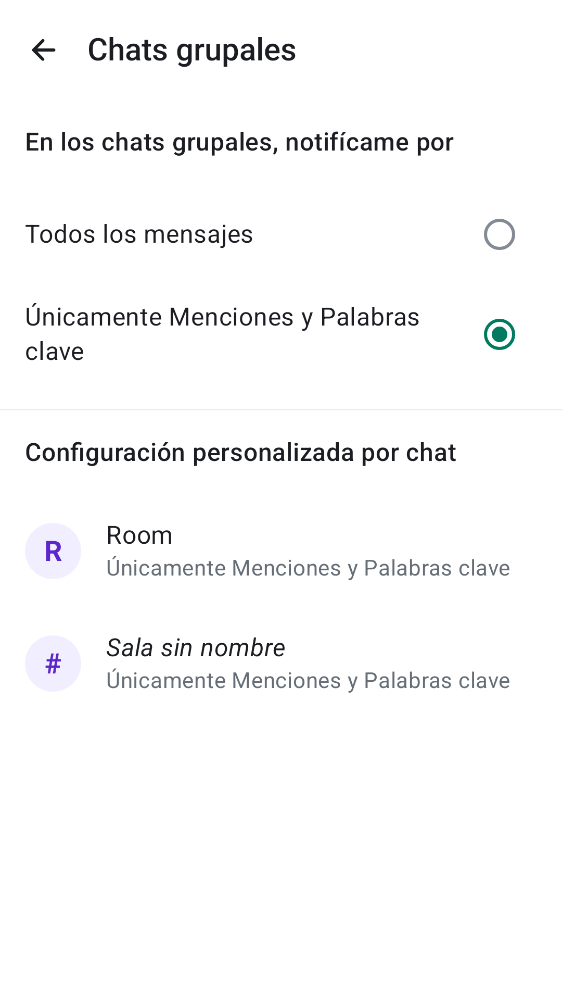 Chats grupales
En los chats grupales, notifícame por
Todos los mensajes
Únicamente Menciones y Palabras
clave
Configuración personalizada por chat
R
Room
Únicamente Menciones y Palabras clave
#
Sala sin nombre
Únicamente Menciones y Palabras clave